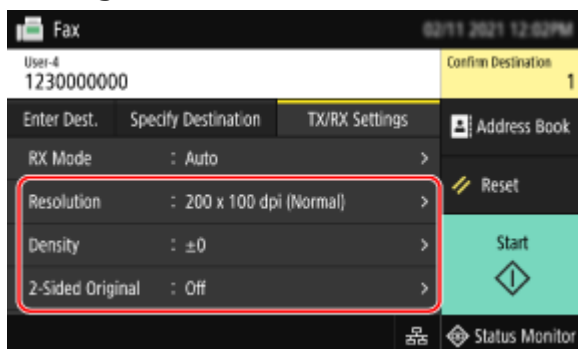 Fax
02/11 2021 12:02PM
User-4
1230000000
Confirm Destination
1
Enter Dest.
Specify Destination
TX/RX Settings
Address Book
RX Mode : Auto >
Reset
Resolution : 200 x 100 dpi (Normal) >
Density : ±0 >
Start
2-Sided Original : Off >
Status Monitor